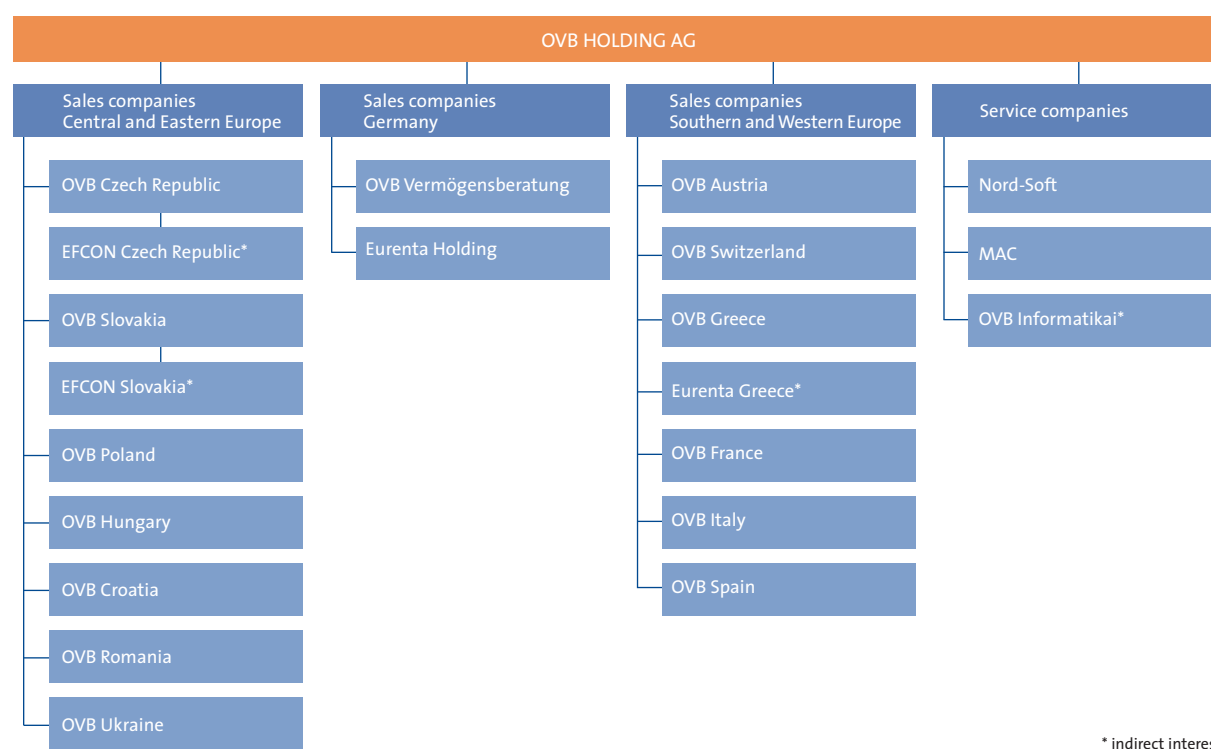 OVB HOLDING AG
Sales companies
Central and Eastern Europe
OVB Czech Republic
EFCON Czech Republic*
OVB Slovakia
EFCON Slovakia*
OVB Poland
OVB Hungary
OVB Croatia
OVB Romania
OVB Ukraine
Sales companies
Germany
OVB Vermögensberatung
Eurenta Holding
Sales companies
Southern and Western Europe
OVB Austria
OVB Switzerland
OVB Greece
Eurenta Greece*
OVB France
OVB Italy
OVB Spain
Service companies
Nord-Soft
MAC
OVB Informatikai*
* indirect interes